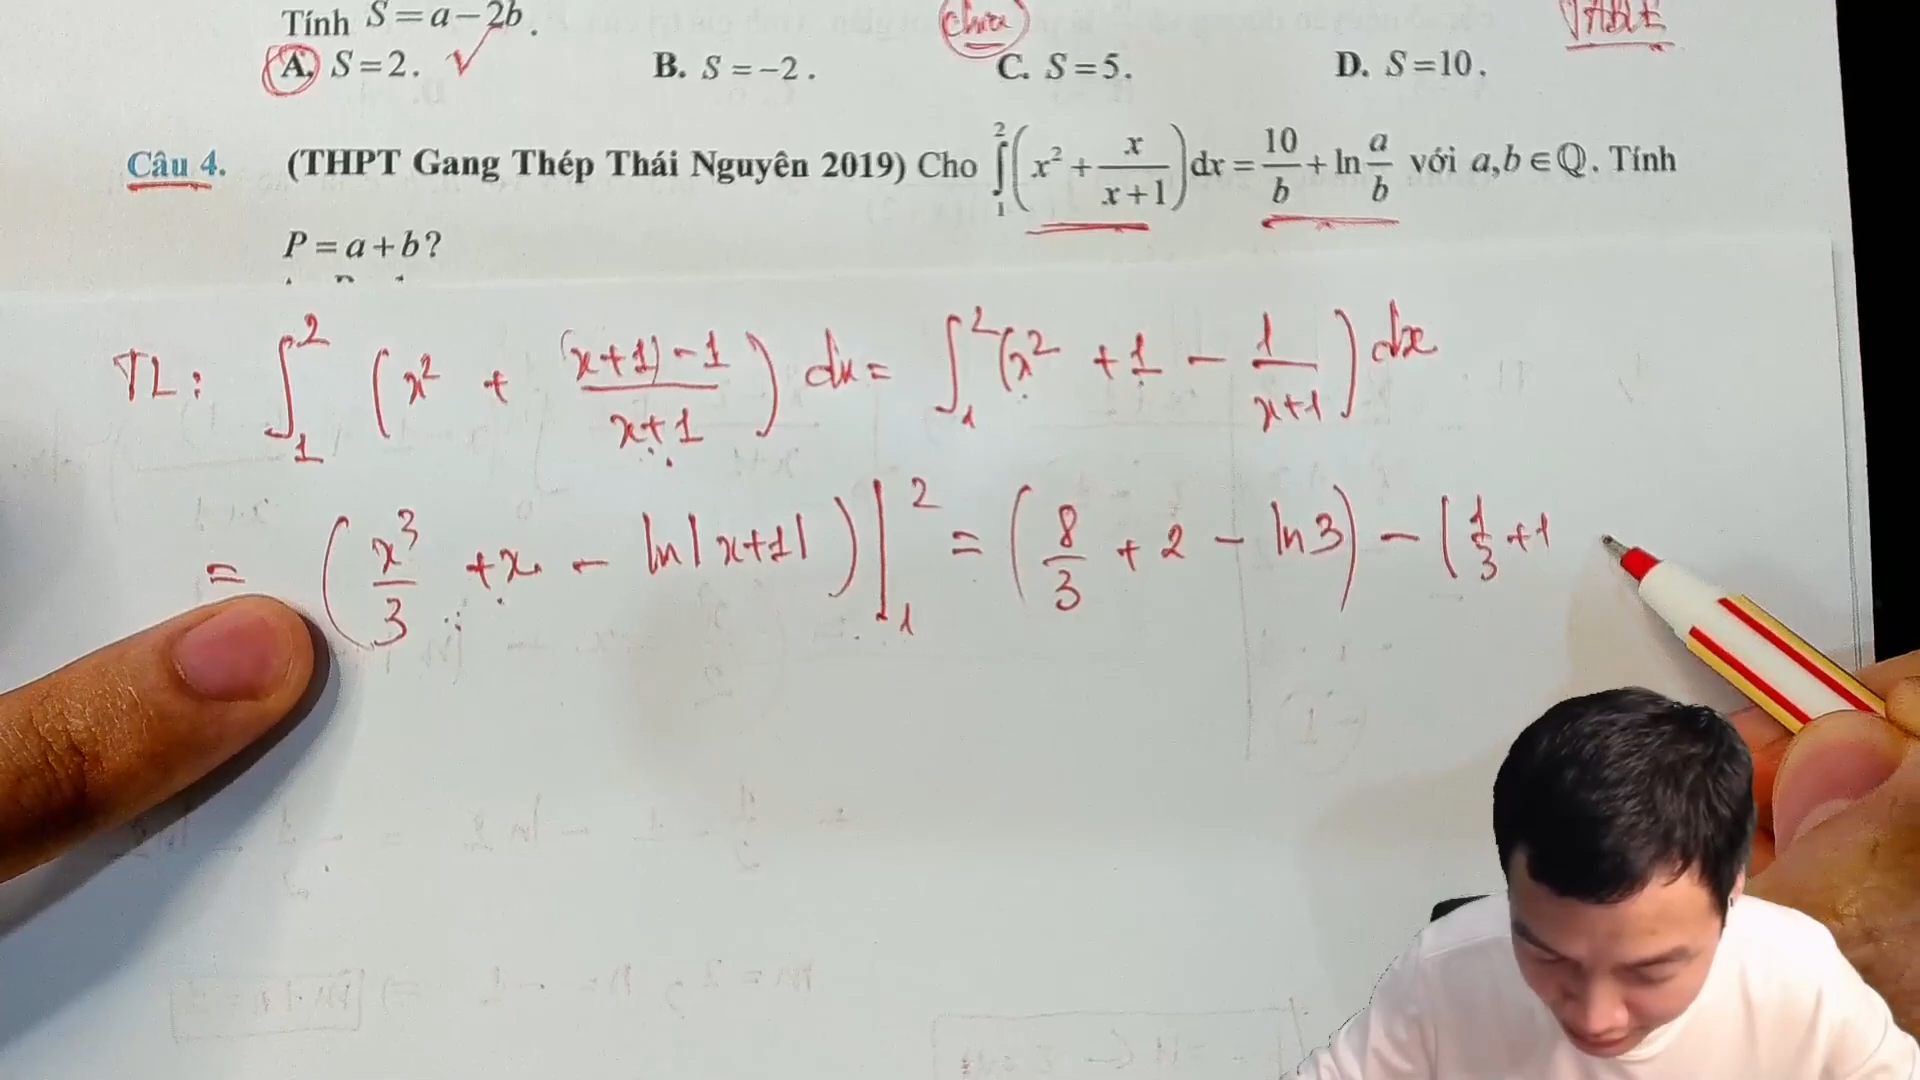 Tính S = a − 2b .
A. S = 2. B. S = −2 . C. S = 5. D. S = 10 .
Câu 4. (THPT Gang Thép Thái Nguyên 2019) Cho ∫₁² (x² + x/(x+1)) dx = 10/b + ln a/b với a,b ∈ ℚ. Tính
P = a + b?
TL: ∫₁² (x² + ((x+1)−1)/(x+1)) dx = ∫₁² (x² + 1 − 1/(x+1)) dx
= (x³/3 + x − ln|x+1|)|₁² = (8/3 + 2 − ln3) − (1/3 + 1